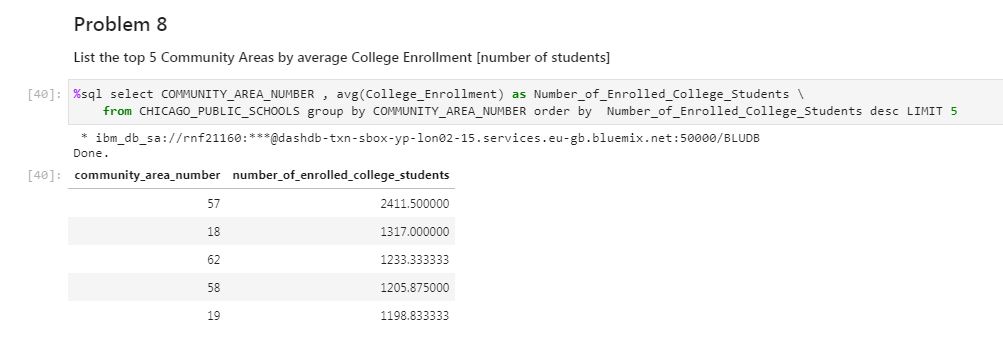 Problem 8
List the top 5 Community Areas by average College Enrollment [number of students]
[40]: %sql select COMMUNITY_AREA_NUMBER , avg(College_Enrollment) as Number_of_Enrolled_College_Students \
from CHICAGO_PUBLIC_SCHOOLS group by COMMUNITY_AREA_NUMBER order by Number_of_Enrolled_College_Students desc LIMIT 5
* ibm_db_sa://rnf21160:***@dashdb-txn-sbox-yp-lon02-15.services.eu-gb.bluemix.net:50000/BLUDB
Done.
[40]: community_area_number number_of_enrolled_college_students
57 2411.500000
18 1317.000000
62 1233.333333
58 1205.875000
19 1198.833333